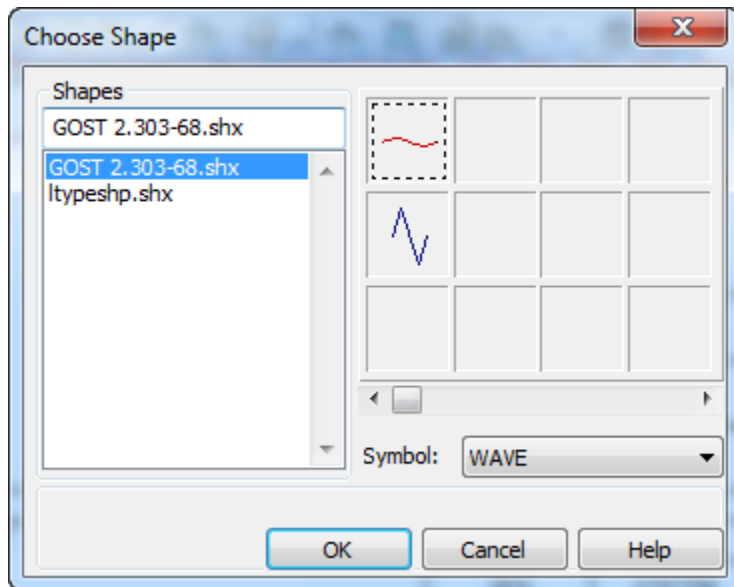 Choose Shape
Shapes
GOST 2.303-68.shx
GOST 2.303-68.shx
ltypeshp.shx
Symbol:
WAVE
OK
Cancel
Help